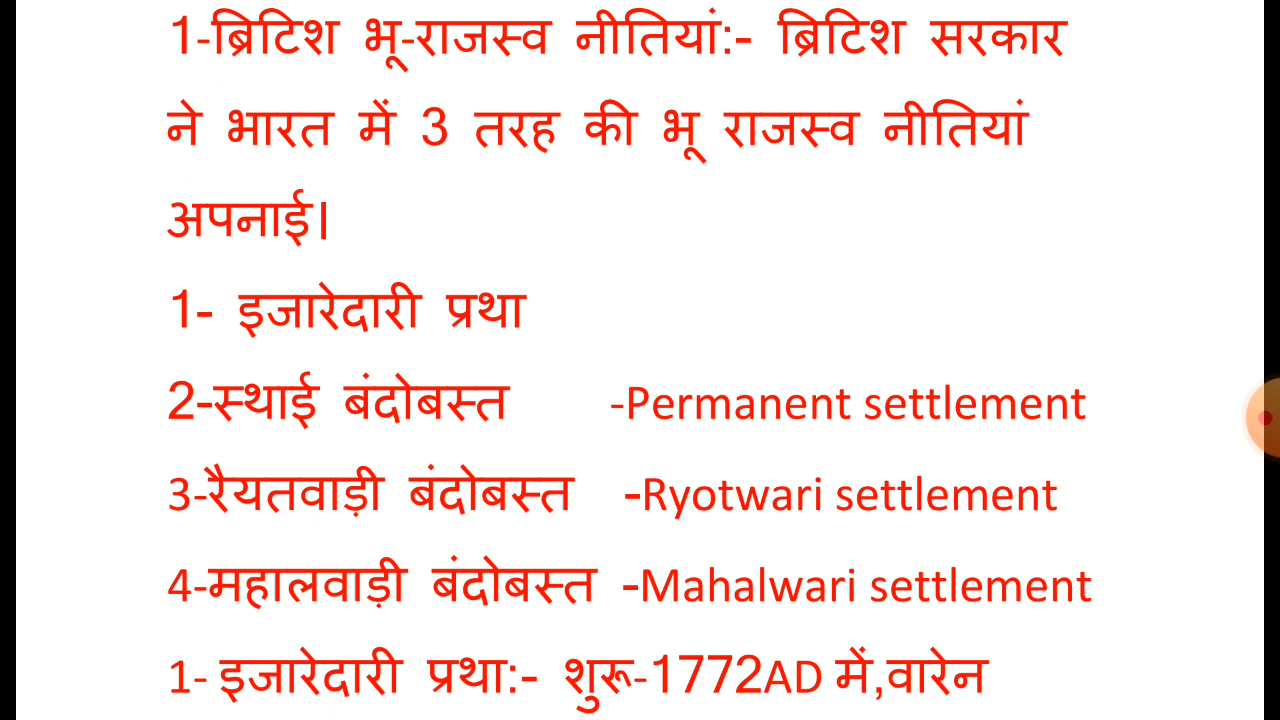 1-ब्रिटिश भू-राजस्व नीतियां:- ब्रिटिश सरकार
ने भारत में 3 तरह की भू राजस्व नीतियां
अपनाई।
1- इजारेदारी प्रथा
2-स्थाई बंदोबस्त -Permanent settlement
3-रैयतवाड़ी बंदोबस्त -Ryotwari settlement
4-महालवाड़ी बंदोबस्त -Mahalwari settlement
1- इजारेदारी प्रथा:- शुरू-1772AD में,वारेन